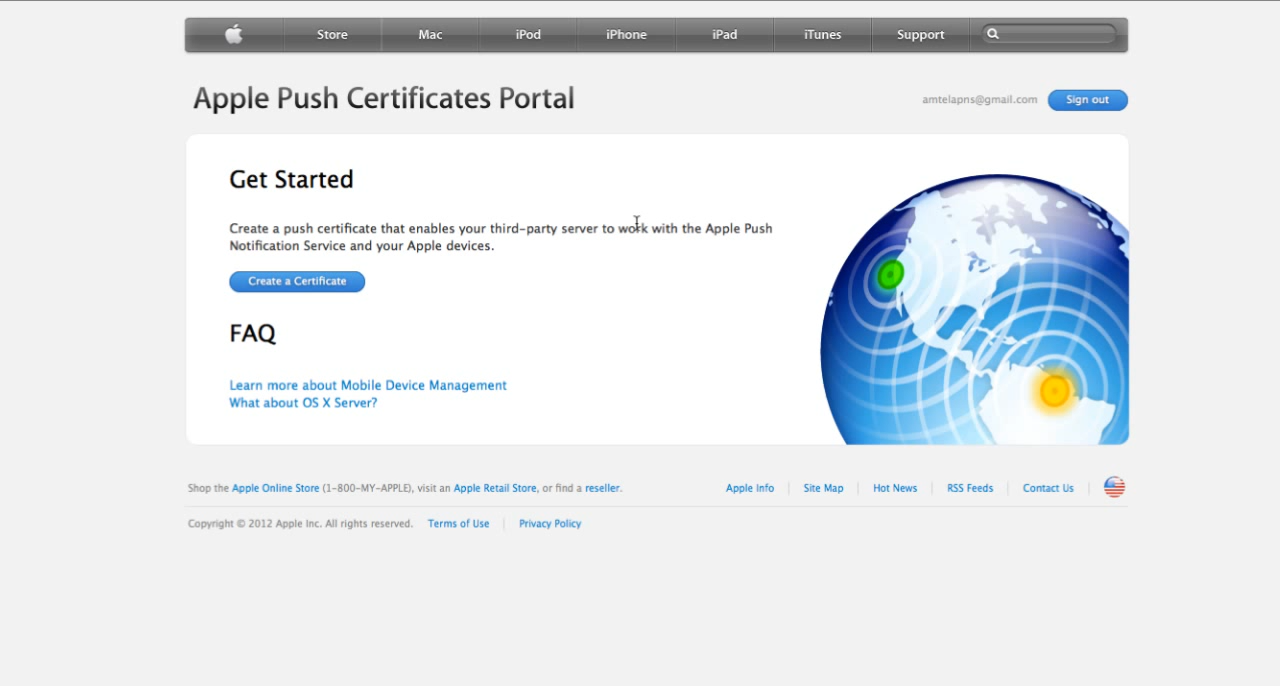 Store Mac iPod iPhone iPad iTunes Support
Apple Push Certificates Portal
amtelapns@gmail.com Sign out
Get Started
Create a push certificate that enables your third-party server to work with the Apple Push
Notification Service and your Apple devices.
Create a Certificate
FAQ
Learn more about Mobile Device Management
What about OS X Server?
Shop the Apple Online Store (1-800-MY-APPLE), visit an Apple Retail Store, or find a reseller.
Apple Info Site Map Hot News RSS Feeds Contact Us
Copyright © 2012 Apple Inc. All rights reserved. Terms of Use Privacy Policy